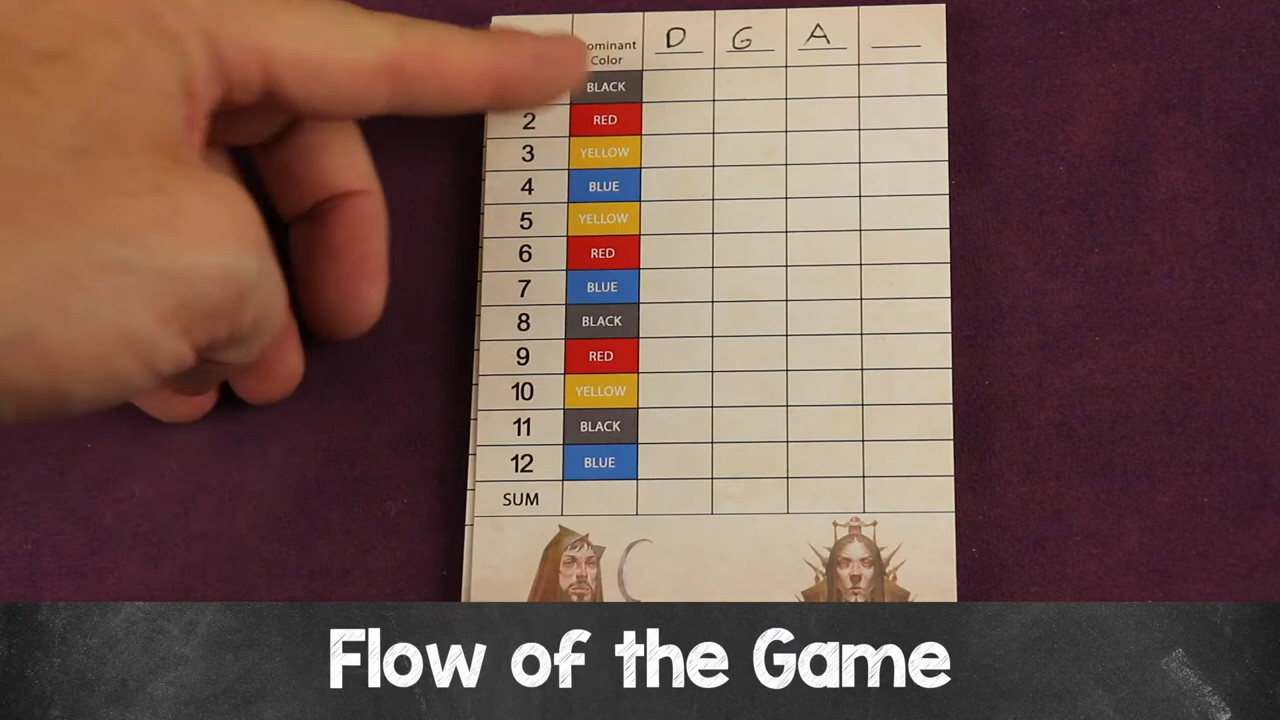 ominant
Color
D G A
BLACK
2 RED
3 YELLOW
4 BLUE
5 YELLOW
6 RED
7 BLUE
8 BLACK
9 RED
10 YELLOW
11 BLACK
12 BLUE
SUM
Flow of the Game